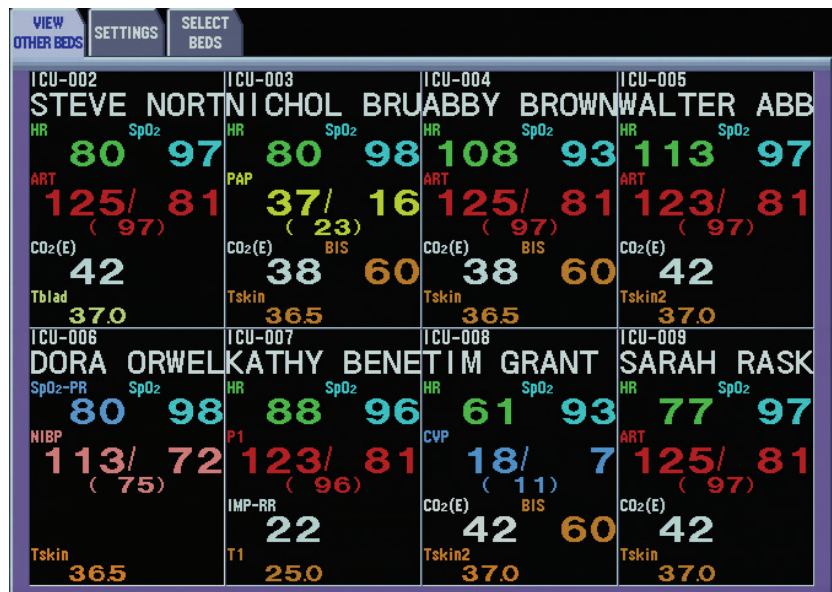 VIEW OTHER BEDS
SETTINGS
SELECT BEDS
ICU-002
STEVE NORT
HR SpO2
80 97
ART
125/ 81
( 97)
CO2(E)
42
Tblad
37.0
ICU-003
NICHOL BRU
HR SpO2
80 98
PAP
37/ 16
( 23)
CO2(E) BIS
38 60
Tskin
36.5
ICU-004
ABBY BROWN
HR SpO2
108 93
ART
125/ 81
( 97)
CO2(E) BIS
38 60
Tskin
36.5
ICU-005
WALTER ABB
HR SpO2
113 97
ART
123/ 81
( 97)
CO2(E)
42
Tskin2
37.0
ICU-006
DORA ORWEL
SpO2-PR SpO2
80 98
NIBP
113/ 72
( 75)
Tskin
36.5
ICU-007
KATHY BENE
HR SpO2
88 96
P1
123/ 81
( 96)
IMP-RR
22
T1
25.0
ICU-008
TIM GRANT
HR SpO2
61 93
CVP
18/ 7
( 11)
CO2(E) BIS
42 60
Tskin2
37.0
ICU-009
SARAH RASK
HR SpO2
77 97
ART
125/ 81
( 97)
CO2(E)
42
Tskin
37.0